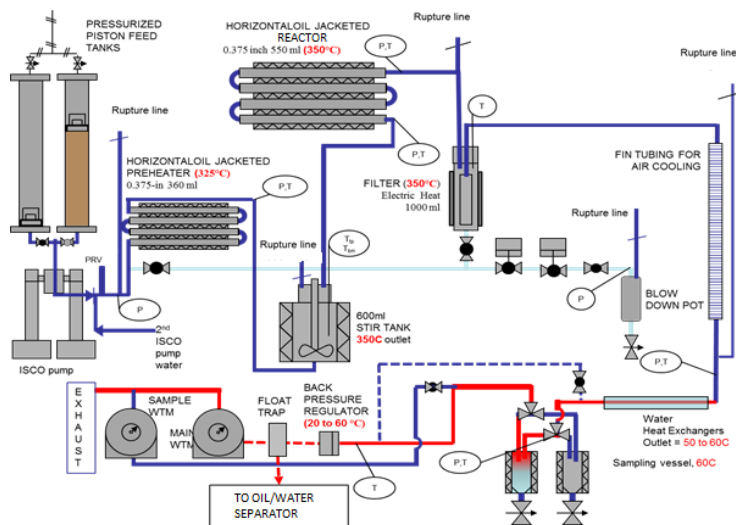 PRESSURIZED
PISTON FEED
TANKS
HORIZONTALOIL JACKETED
REACTOR
0.375 inch 550 ml (350°C)
P,T
Rupture line
Rupture line
Rupture line
T
P,T
HORIZONTALOIL JACKETED
PREHEATER (325°C)
0.375-in 360 ml
P,T
FILTER (350°C)
Electric Heat
1000 ml
FIN TUBING FOR
AIR COOLING
Rupture line
Rupture line
PRV
P
P
BLOW
DOWN POT
2nd
ISCO
pump
water
ISCO pump
600ml
STIR TANK
350C outlet
P,T
EXHAUST
SAMPLE
WTM
MAIN
WTM
FLOAT
TRAP
BACK
PRESSURE
REGULATOR
(20 to 60 °C)
T
P,T
Water
Heat Exchangers
Outlet = 50 to 60C
Sampling vessel, 60C
TO OIL/WATER
SEPARATOR